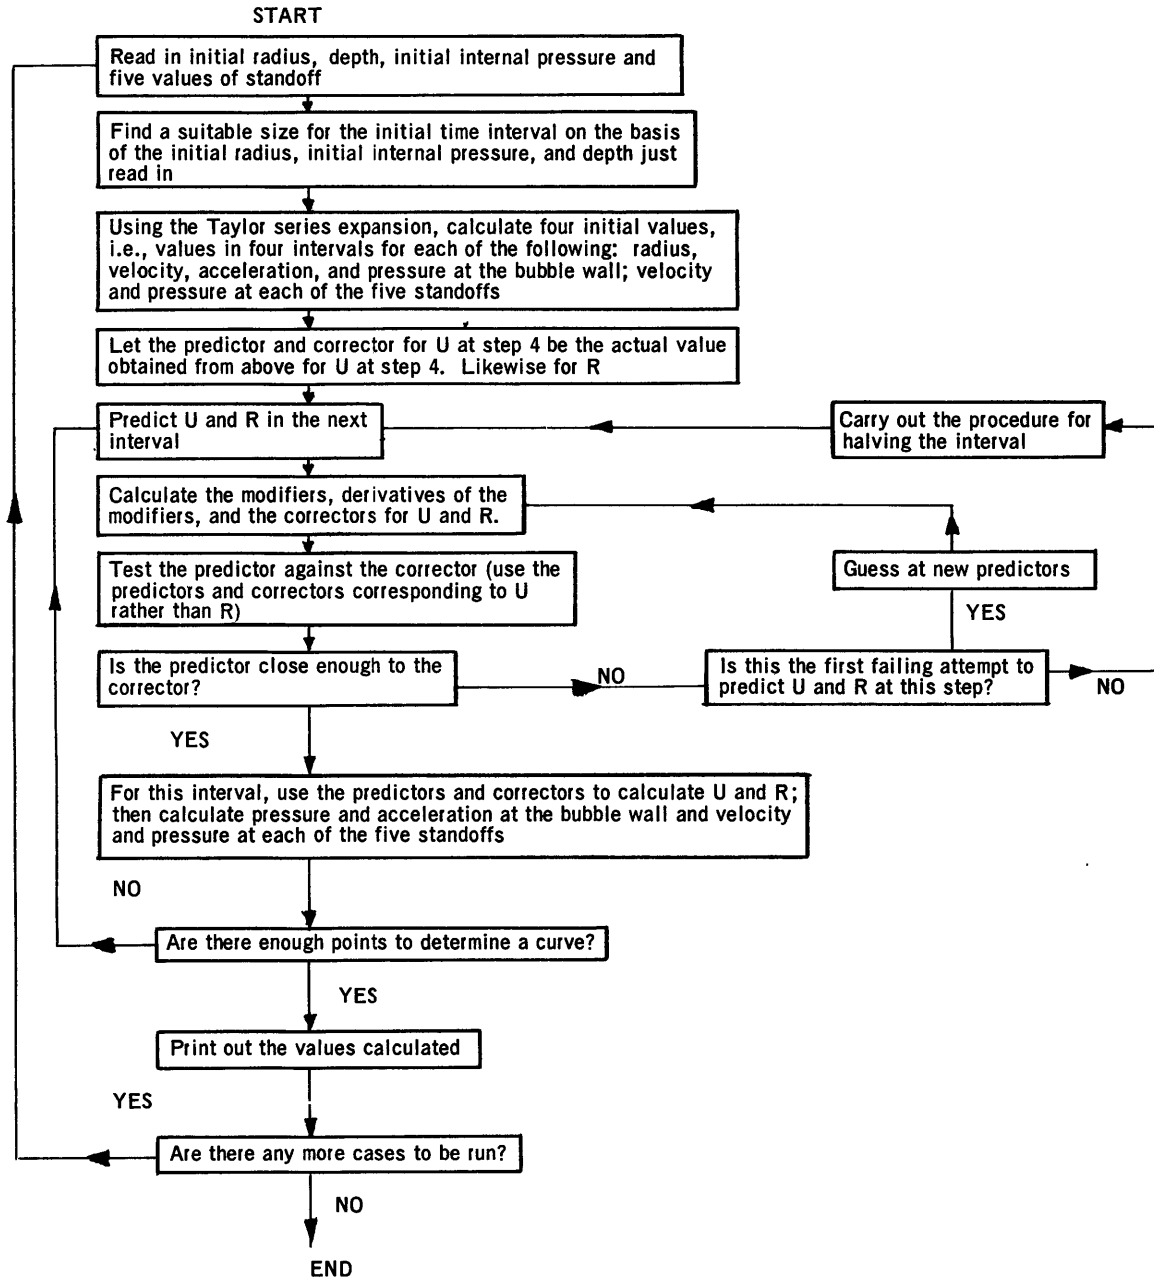 START
Read in initial radius, depth, initial internal pressure and
five values of standoff
Find a suitable size for the initial time interval on the basis
of the initial radius, initial internal pressure, and depth just
read in
Using the Taylor series expansion, calculate four initial values,
i.e., values in four intervals for each of the following: radius,
velocity, acceleration, and pressure at the bubble wall; velocity
and pressure at each of the five standoffs
Let the predictor and corrector for U at step 4 be the actual value
obtained from above for U at step 4. Likewise for R
Predict U and R in the next
interval
Carry out the procedure for
halving the interval
Calculate the modifiers, derivatives of the
modifiers, and the correctors for U and R.
Test the predictor against the corrector (use the
predictors and correctors corresponding to U
rather than R)
Guess at new predictors
YES
Is the predictor close enough to the
corrector?
NO
Is this the first failing attempt to
predict U and R at this step?
NO
YES
For this interval, use the predictors and correctors to calculate U and R;
then calculate pressure and acceleration at the bubble wall and velocity
and pressure at each of the five standoffs
NO
Are there enough points to determine a curve?
YES
Print out the values calculated
YES
Are there any more cases to be run?
NO
END